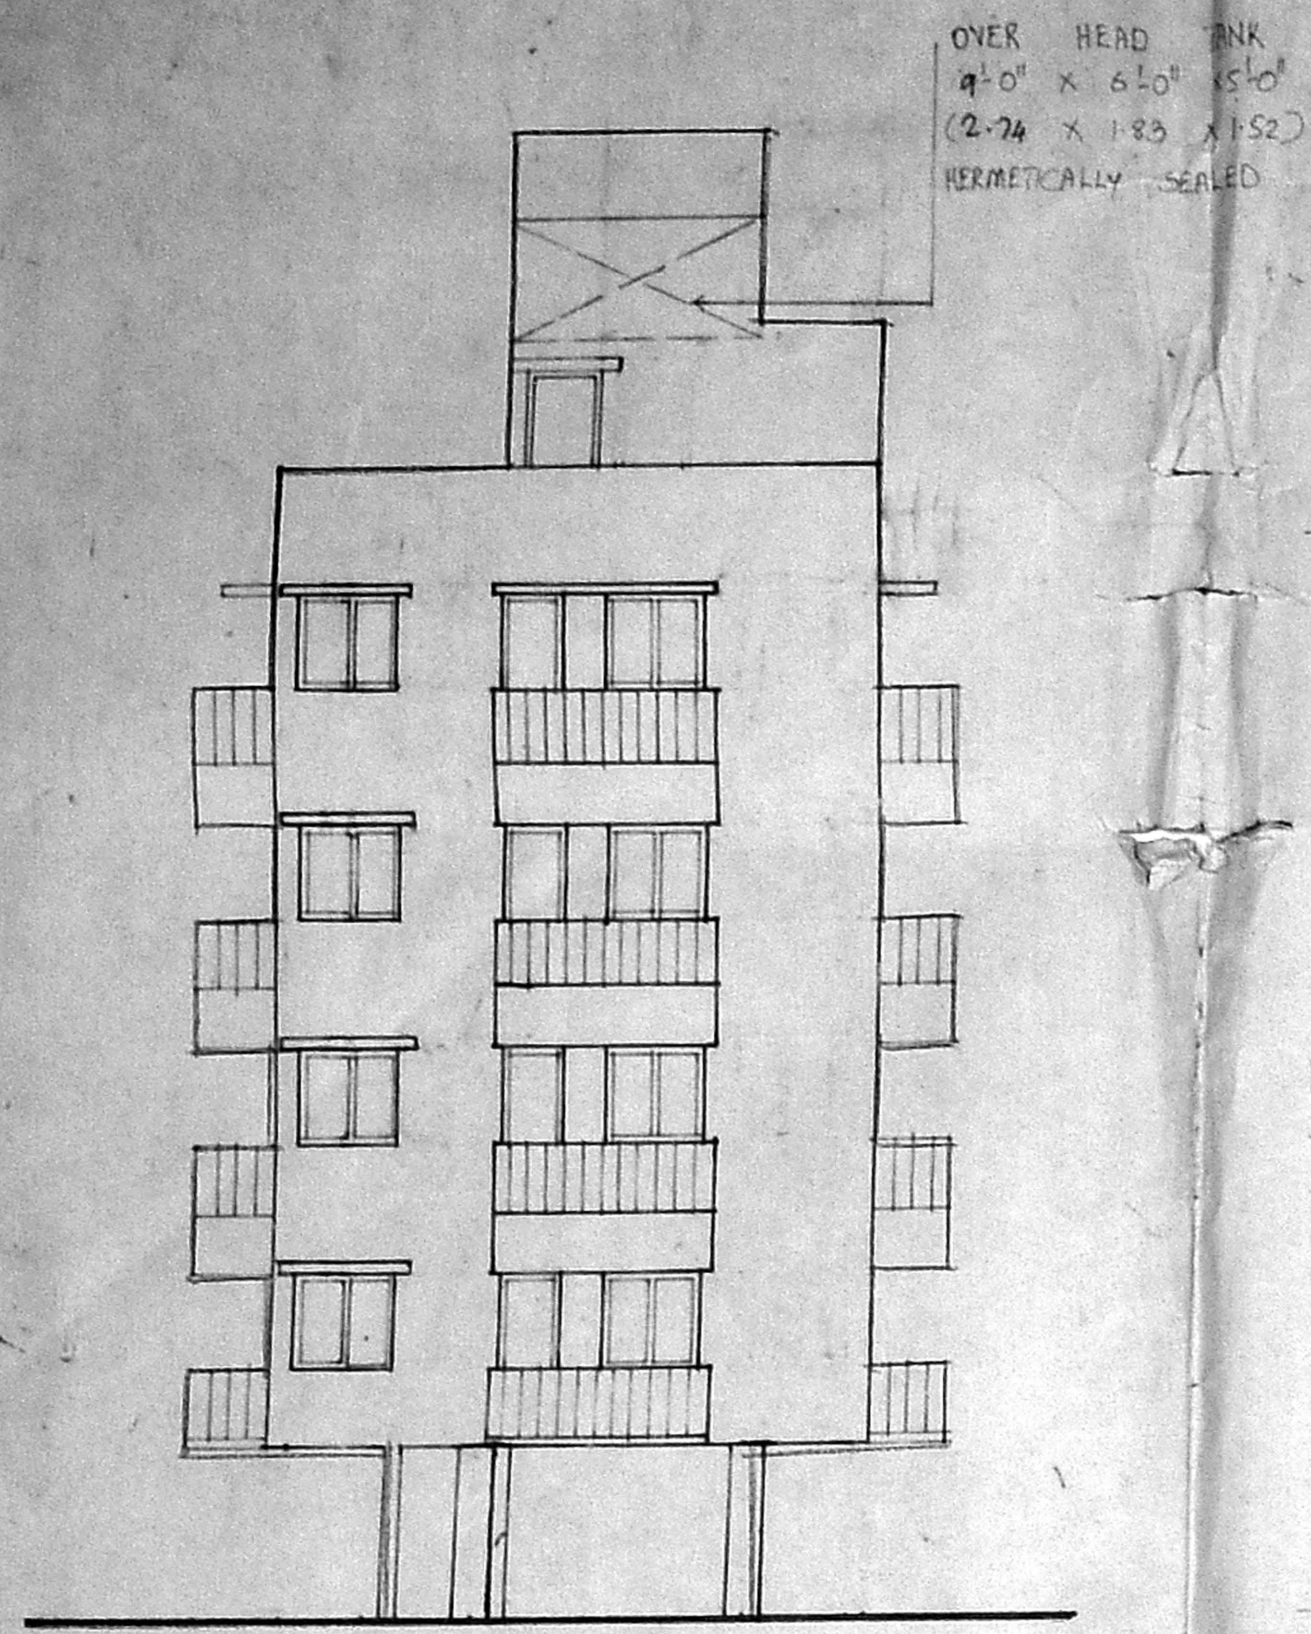 OVER HEAD TANK
9'-0" X 6'-0" X 5'-0"
(2.74 X 1.83 X 1.52)
HERMETICALLY SEALED